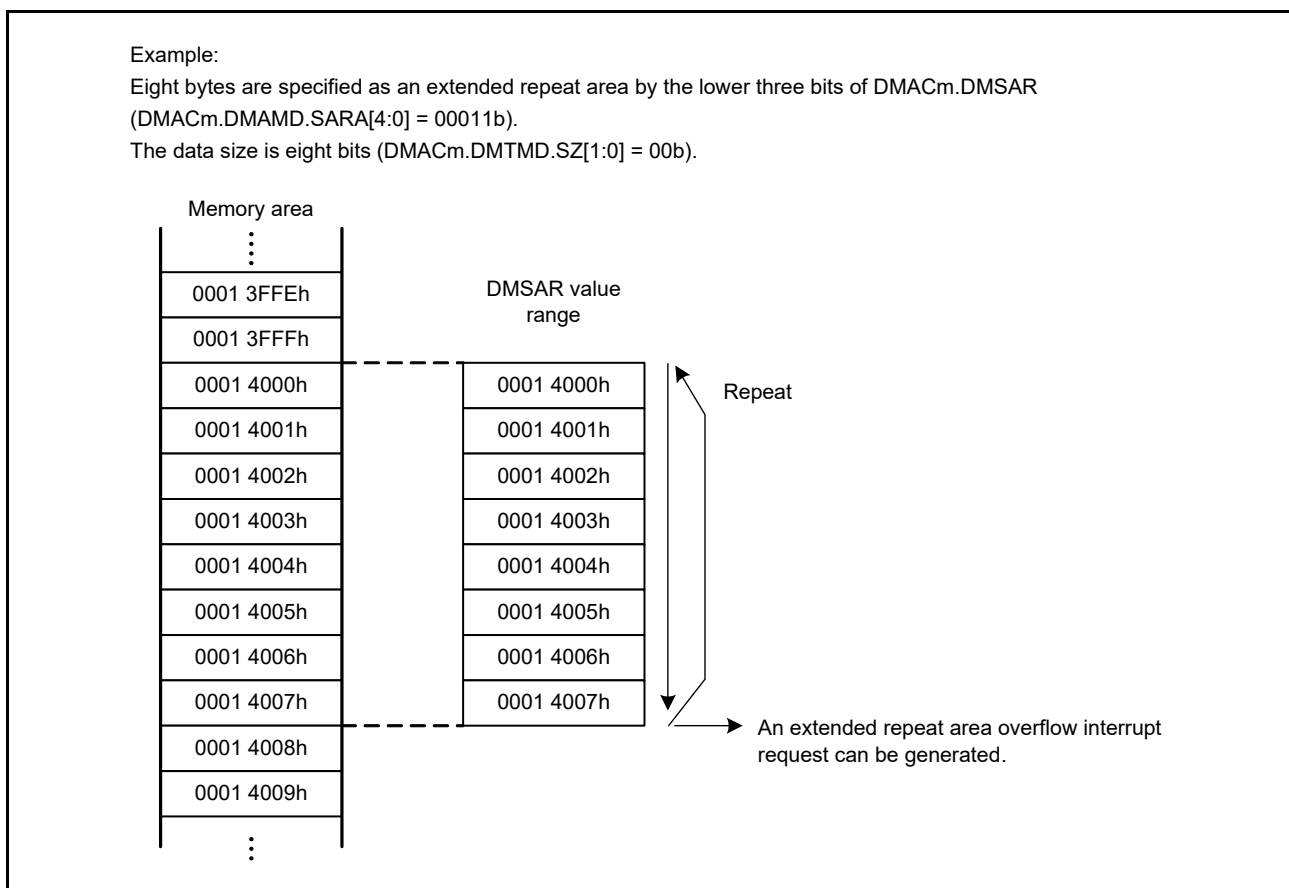 Example:
Eight bytes are specified as an extended repeat area by the lower three bits of DMACm.DMSAR
(DMACm.DMAMD.SARA[4:0] = 00011b).
The data size is eight bits (DMACm.DMTMD.SZ[1:0] = 00b).
Memory area
0001 3FFEh
0001 3FFFh
0001 4000h
0001 4001h
0001 4002h
0001 4003h
0001 4004h
0001 4005h
0001 4006h
0001 4007h
0001 4008h
0001 4009h
DMSAR value
range
0001 4000h
0001 4001h
0001 4002h
0001 4003h
0001 4004h
0001 4005h
0001 4006h
0001 4007h
Repeat
An extended repeat area overflow interrupt
request can be generated.